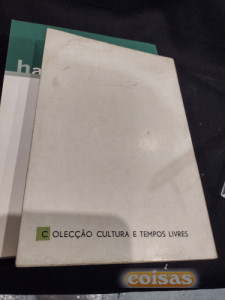 ha
COLECÇÃO CULTURA E TEMPOS LIVRES
coisas